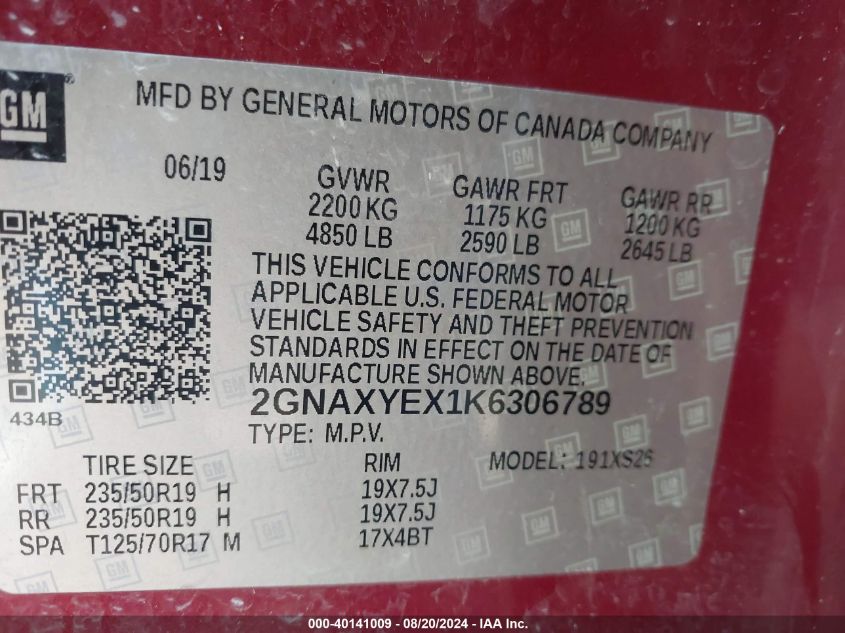 GM
MFD BY GENERAL MOTORS OF CANADA COMPANY
06/19
GVWR
2200 KG
4850 LB
GAWR FRT
1175 KG
2590 LB
GAWR RR
1200 KG
2645 LB
THIS VEHICLE CONFORMS TO ALL
APPLICABLE U.S. FEDERAL MOTOR
VEHICLE SAFETY AND THEFT PREVENTION
STANDARDS IN EFFECT ON THE DATE OF
MANUFACTURE SHOWN ABOVE.
434B
2GNAXYEX1K6306789
TYPE: M.P.V.
MODEL: 191XS26
TIRE SIZE RIM
FRT 235/50R19 H 19X7.5J
RR 235/50R19 H 19X7.5J
SPA T125/70R17 M 17X4BT
000-40141009 - 08/20/2024 - IAA Inc.